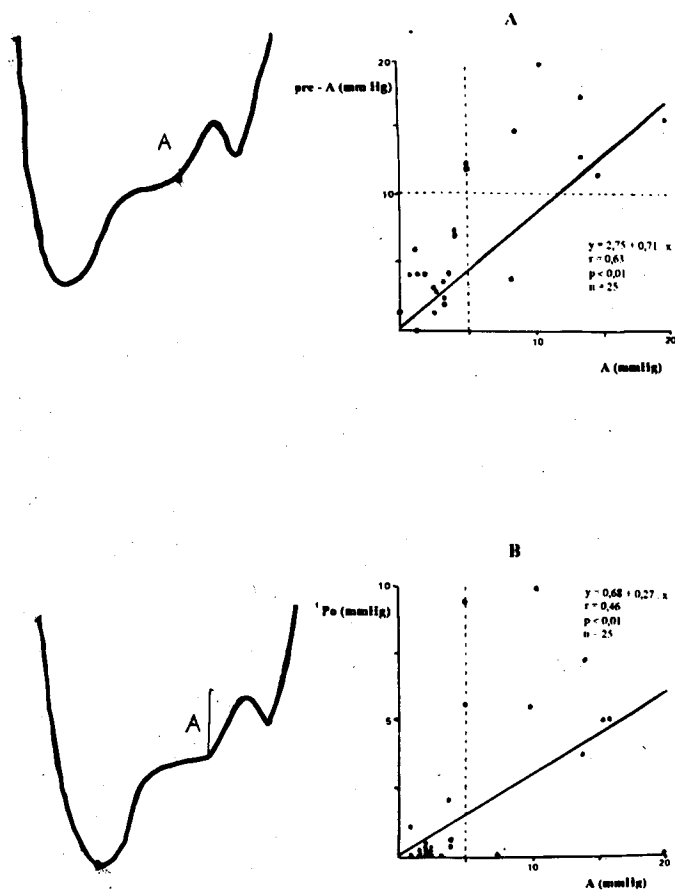 A
20
pre - A (mm Hg)
A
10
y = 2,75 + 0,71 . x
r = 0,63
p < 0,01
n = 25
10
20
A (mmHg)
B
10
Po (mmHg)
y = 0,68 + 0,27 . x
r = 0,46
p < 0,01
n = 25
A
5
10
20
A (mmHg)